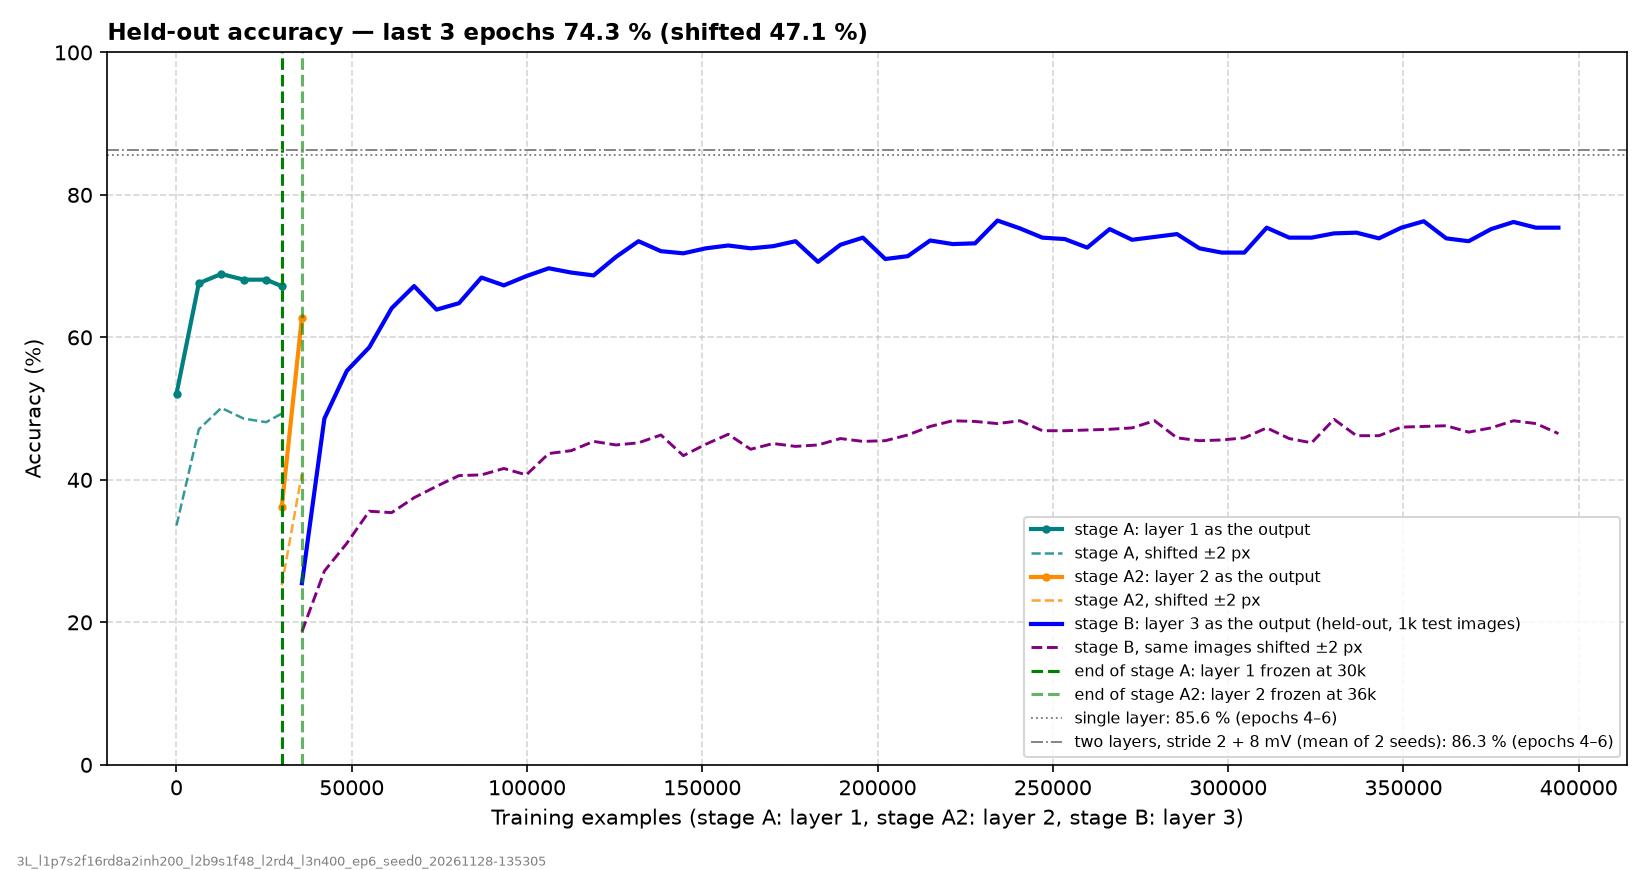 Held-out accuracy — last 3 epochs 74.3 % (shifted 47.1 %)
100
80
60
40
20
0
Accuracy (%)
stage A: layer 1 as the output
stage A, shifted ±2 px
stage A2: layer 2 as the output
stage A2, shifted ±2 px
stage B: layer 3 as the output (held-out, 1k test images)
stage B, same images shifted ±2 px
end of stage A: layer 1 frozen at 30k
end of stage A2: layer 2 frozen at 36k
single layer: 85.6 % (epochs 4–6)
two layers, stride 2 + 8 mV (mean of 2 seeds): 86.3 % (epochs 4–6)
0 50000 100000 150000 200000 250000 300000 350000 400000
Training examples (stage A: layer 1, stage A2: layer 2, stage B: layer 3)
3L_l1p7s2f16rd8a2inh200_l2b9s1f48_l2rd4_l3n400_ep6_seed0_20261128-135305